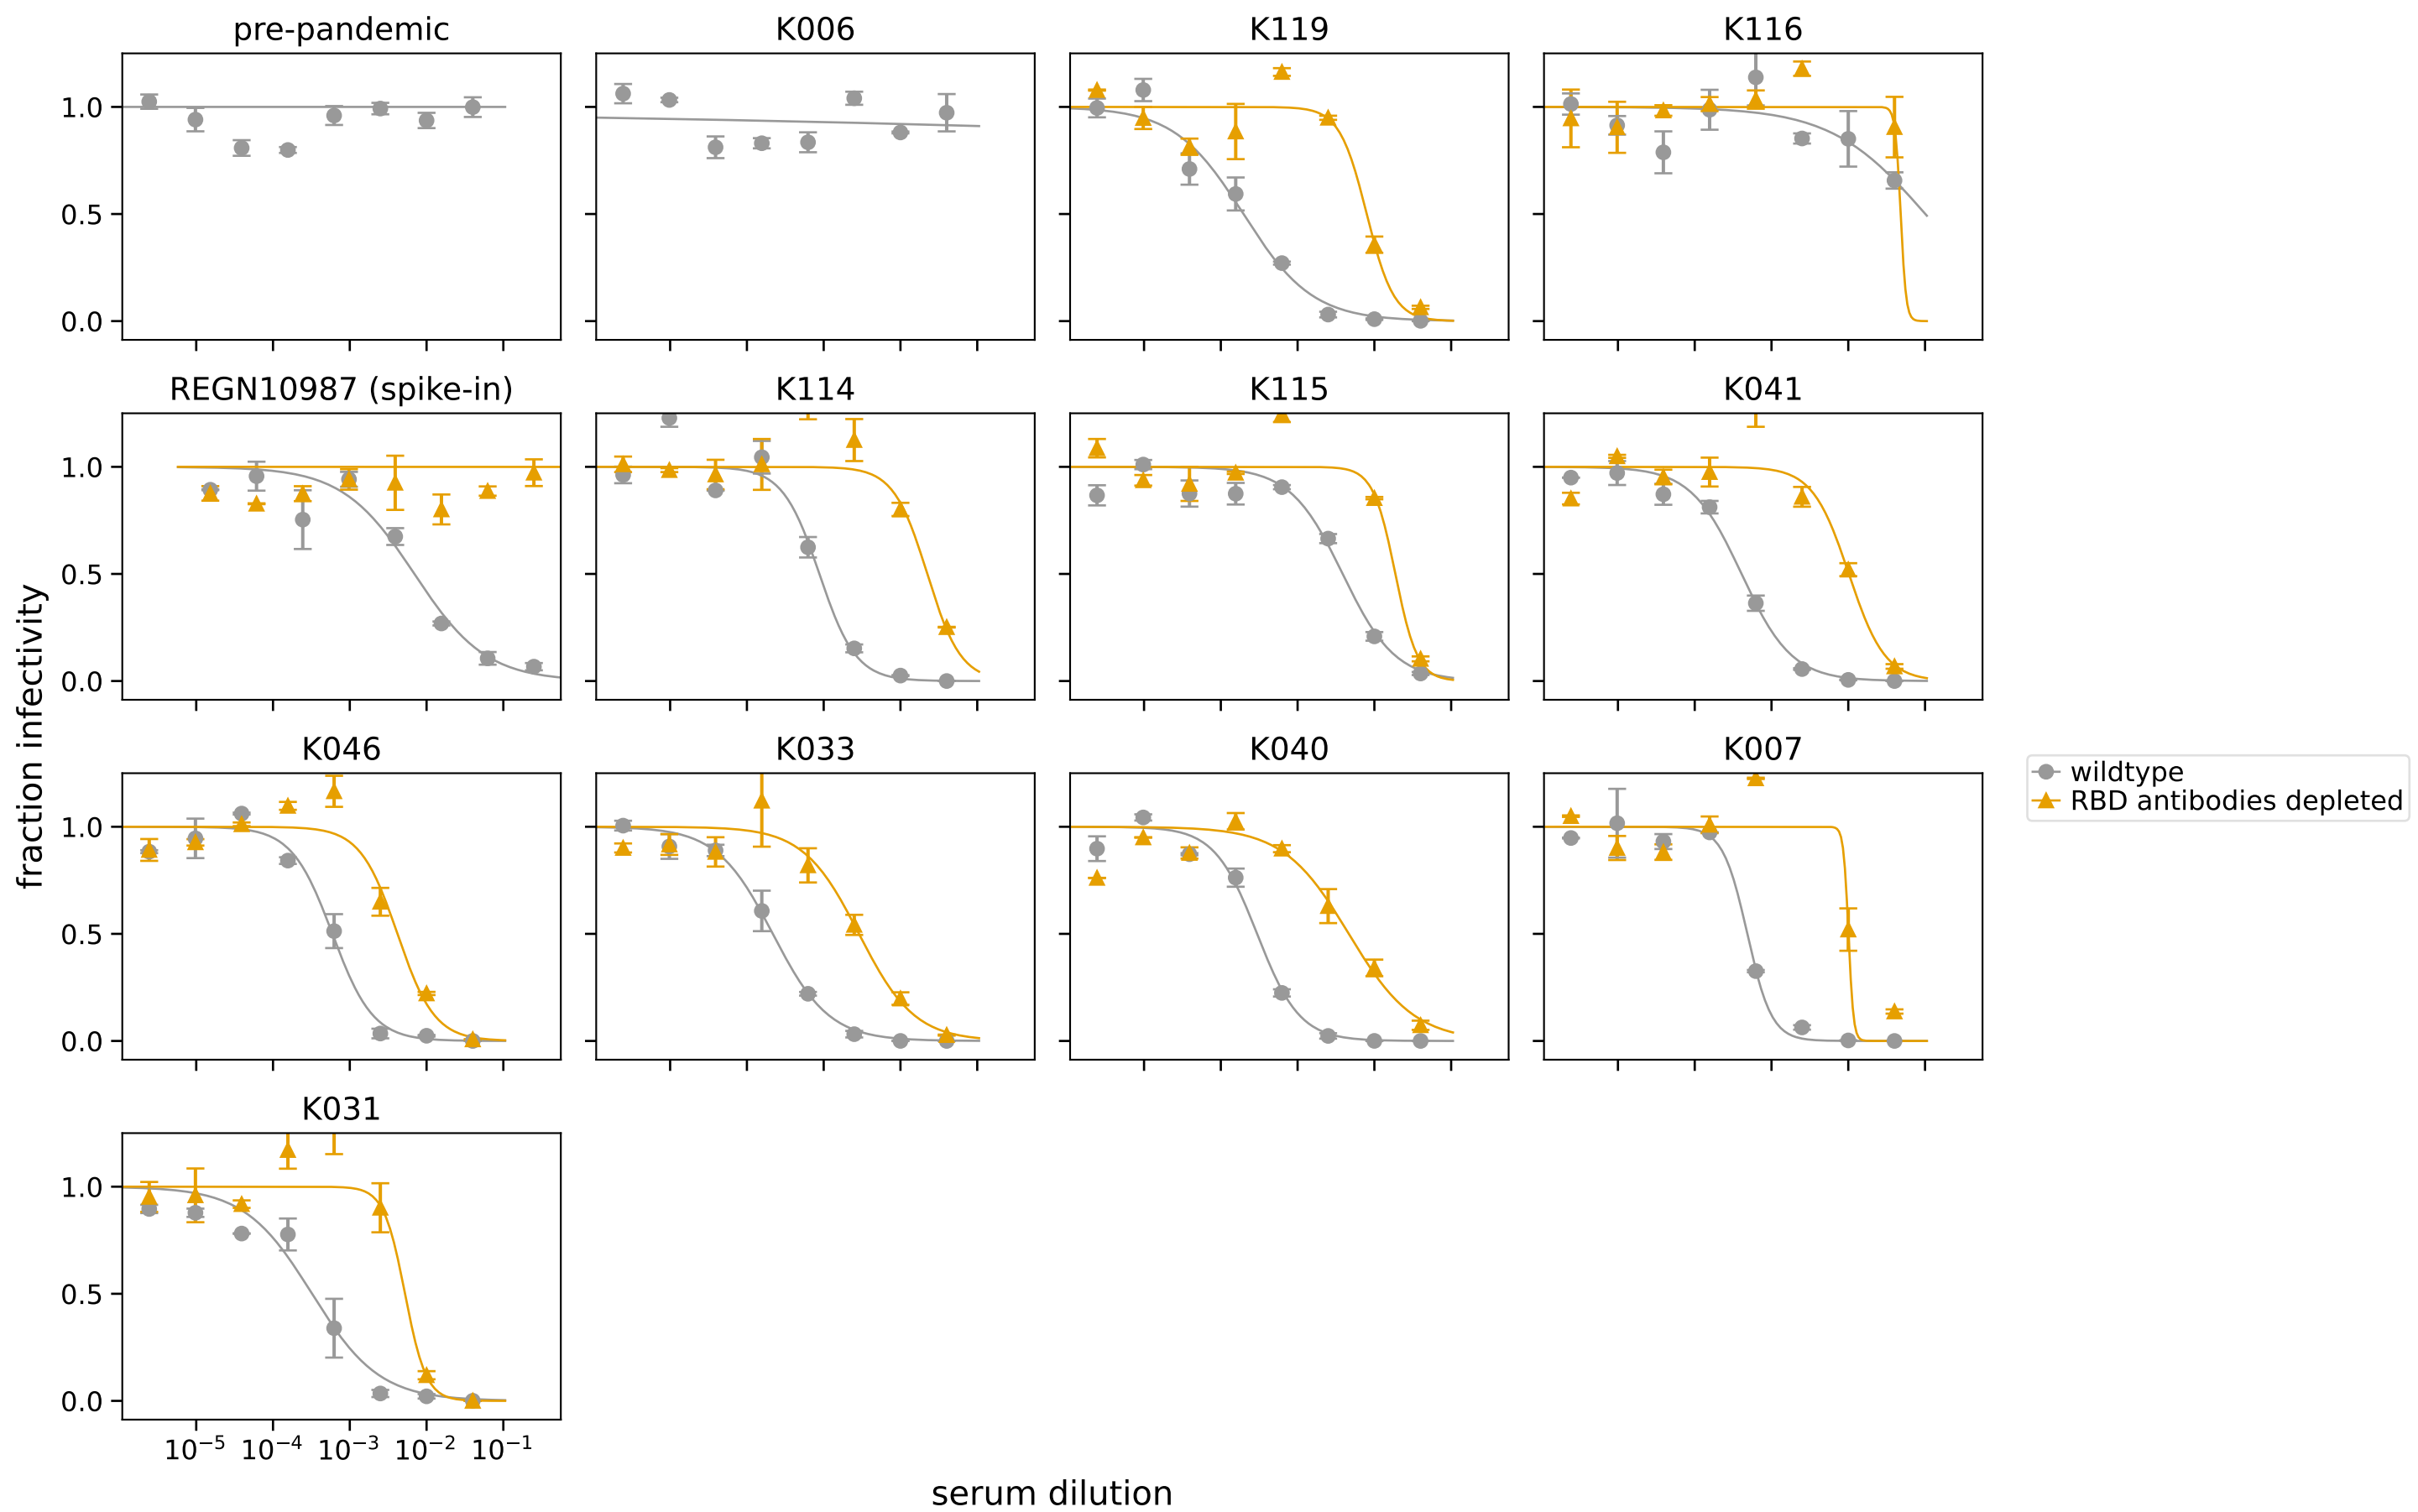 pre-pandemic
K006
K119
K116
1.0
0.5
0.0
REGN10987 (spike-in)
K114
K115
K041
1.0
0.5
0.0
K046
K033
K040
K007
1.0
0.5
0.0
wildtype
RBD antibodies depleted
K031
1.0
0.5
0.0
10⁻⁵ 10⁻⁴ 10⁻³ 10⁻² 10⁻¹
fraction infectivity
serum dilution